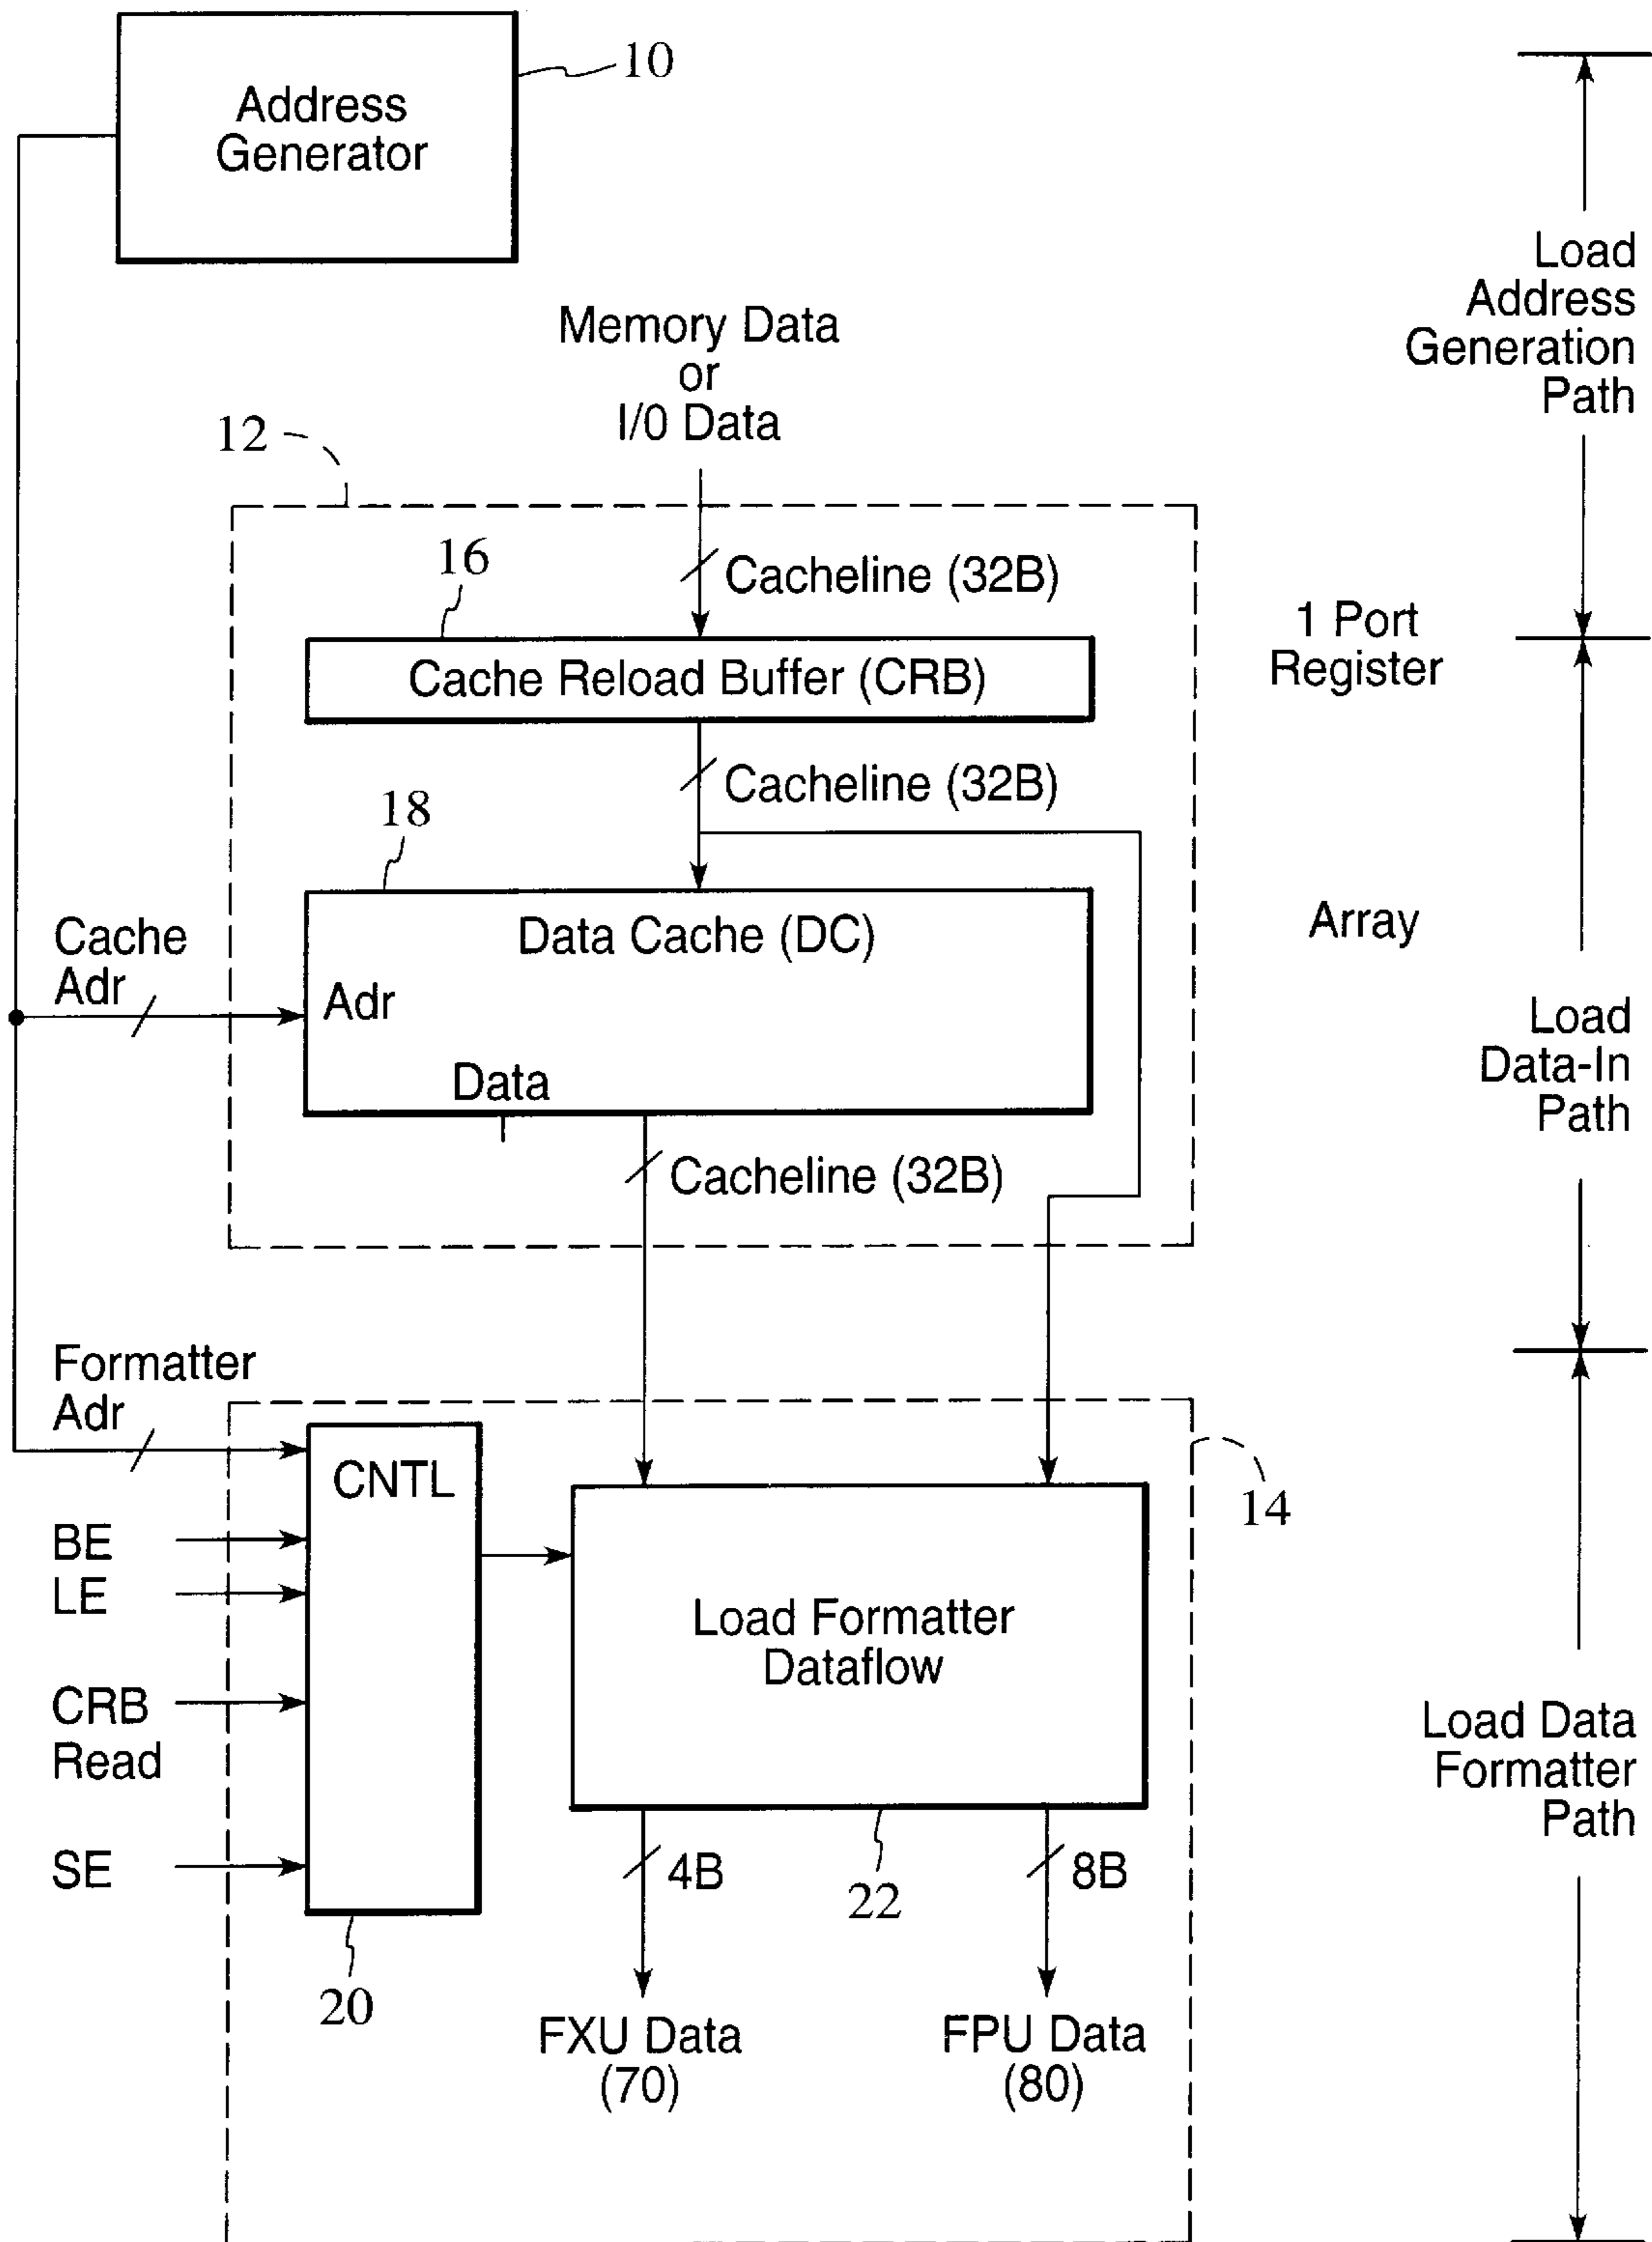 10
Address
Generator
Load
Address
Generation
Path
Memory Data
or
I/0 Data
12
16
Cacheline (32B)
1 Port
Register
Cache Reload Buffer (CRB)
Cacheline (32B)
18
Data Cache (DC)
Array
Cache
Adr
Adr
Data
Load
Data-In
Path
Cacheline (32B)
Formatter
Adr
CNTL
14
BE
LE
CRB
Read
SE
Load Formatter
Dataflow
Load Data
Formatter
Path
4B
22
8B
20
FXU Data
(70)
FPU Data
(80)